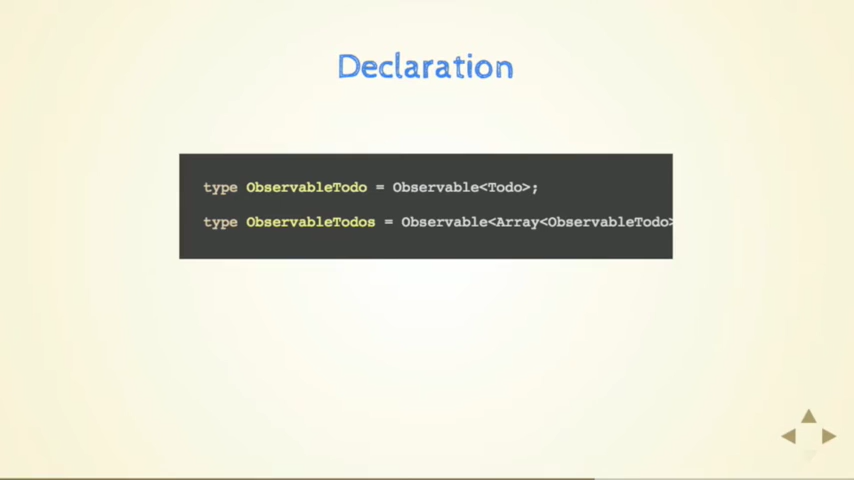 Declaration
type ObservableTodo = Observable<Todo>;
type ObservableTodos = Observable<Array<ObservableTodo>